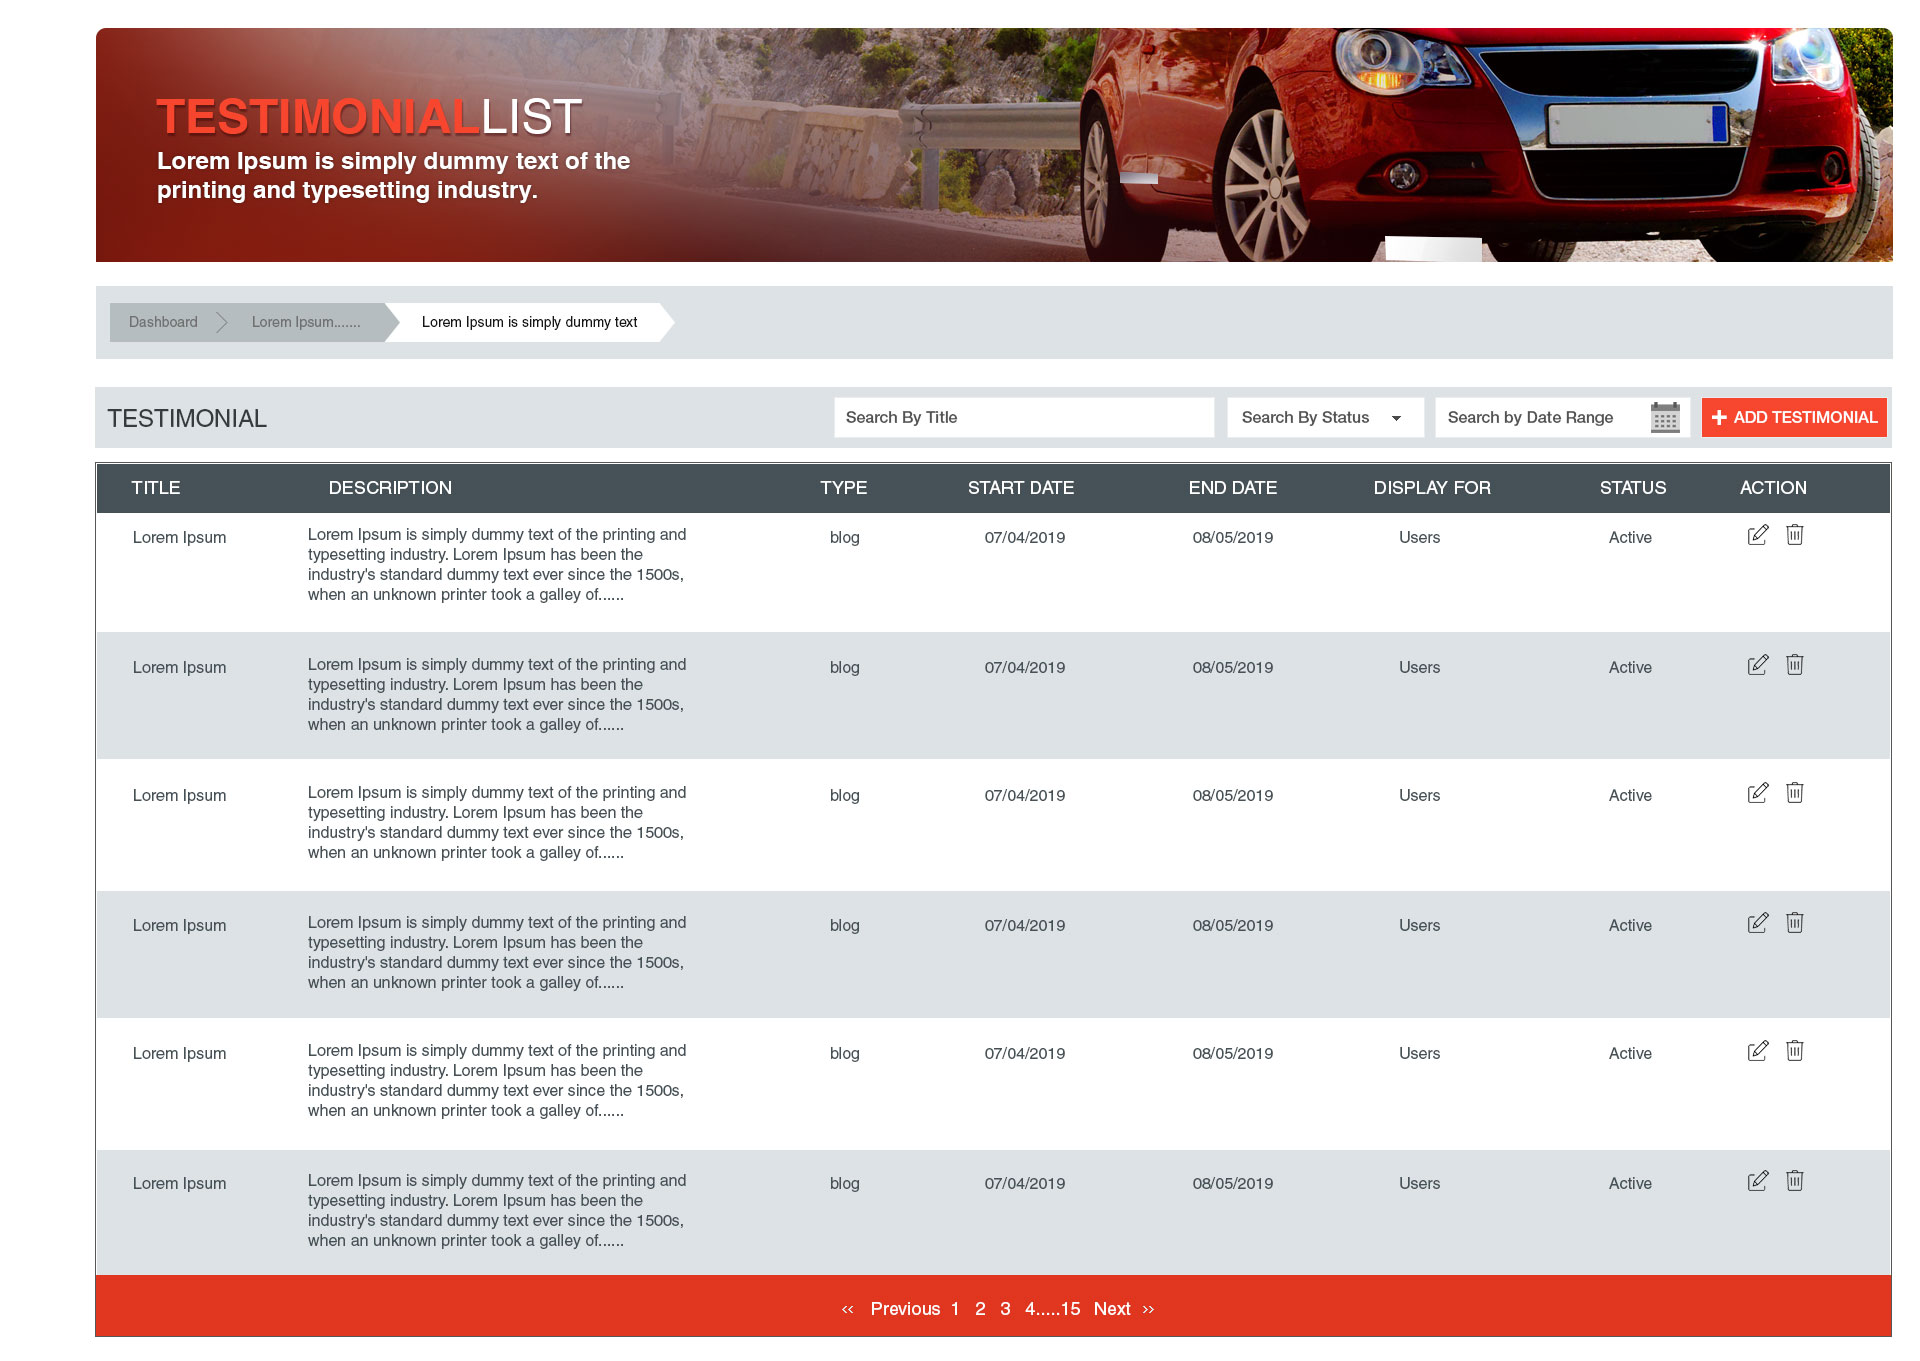 TESTIMONIALLIST
Lorem Ipsum is simply dummy text of the
printing and typesetting industry.
Dashboard Lorem Ipsum....... Lorem Ipsum is simply dummy text
TESTIMONIAL Search By Title Search By Status Search by Date Range + ADD TESTIMONIAL
TITLE DESCRIPTION TYPE START DATE END DATE DISPLAY FOR STATUS ACTION
Lorem Ipsum Lorem Ipsum is simply dummy text of the printing and blog 07/04/2019 08/05/2019 Users Active
typesetting industry. Lorem Ipsum has been the
industry's standard dummy text ever since the 1500s,
when an unknown printer took a galley of......
Lorem Ipsum Lorem Ipsum is simply dummy text of the printing and blog 07/04/2019 08/05/2019 Users Active
typesetting industry. Lorem Ipsum has been the
industry's standard dummy text ever since the 1500s,
when an unknown printer took a galley of......
Lorem Ipsum Lorem Ipsum is simply dummy text of the printing and blog 07/04/2019 08/05/2019 Users Active
typesetting industry. Lorem Ipsum has been the
industry's standard dummy text ever since the 1500s,
when an unknown printer took a galley of......
Lorem Ipsum Lorem Ipsum is simply dummy text of the printing and blog 07/04/2019 08/05/2019 Users Active
typesetting industry. Lorem Ipsum has been the
industry's standard dummy text ever since the 1500s,
when an unknown printer took a galley of......
Lorem Ipsum Lorem Ipsum is simply dummy text of the printing and blog 07/04/2019 08/05/2019 Users Active
typesetting industry. Lorem Ipsum has been the
industry's standard dummy text ever since the 1500s,
when an unknown printer took a galley of......
Lorem Ipsum Lorem Ipsum is simply dummy text of the printing and blog 07/04/2019 08/05/2019 Users Active
typesetting industry. Lorem Ipsum has been the
industry's standard dummy text ever since the 1500s,
when an unknown printer took a galley of......
‹‹ Previous 1 2 3 4.....15 Next ››